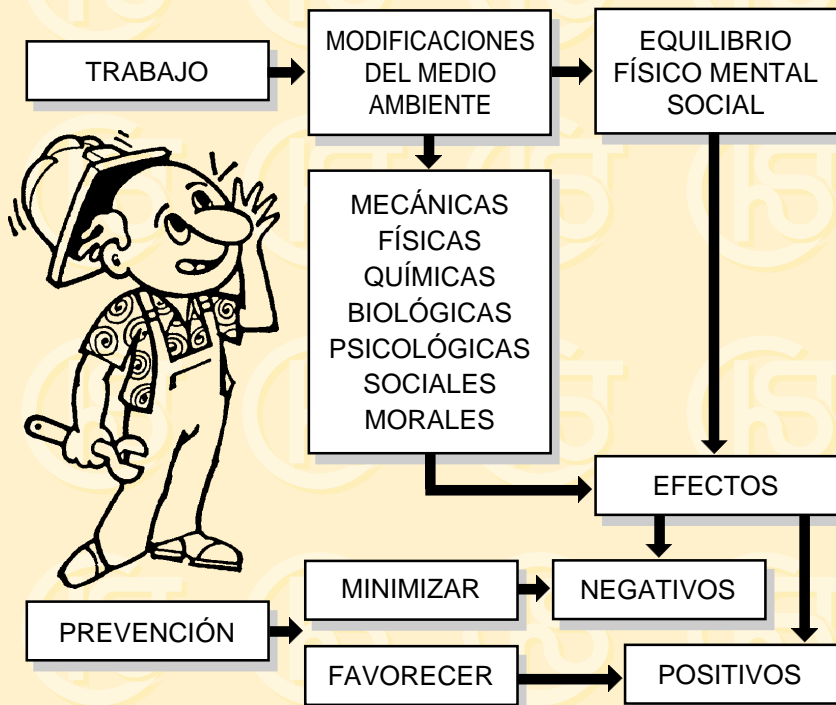 TRABAJO
MODIFICACIONES
DEL MEDIO
AMBIENTE
EQUILIBRIO
FÍSICO MENTAL
SOCIAL
MECÁNICAS
FÍSICAS
QUÍMICAS
BIOLÓGICAS
PSICOLÓGICAS
SOCIALES
MORALES
EFECTOS
MINIMIZAR
NEGATIVOS
PREVENCIÓN
FAVORECER
POSITIVOS